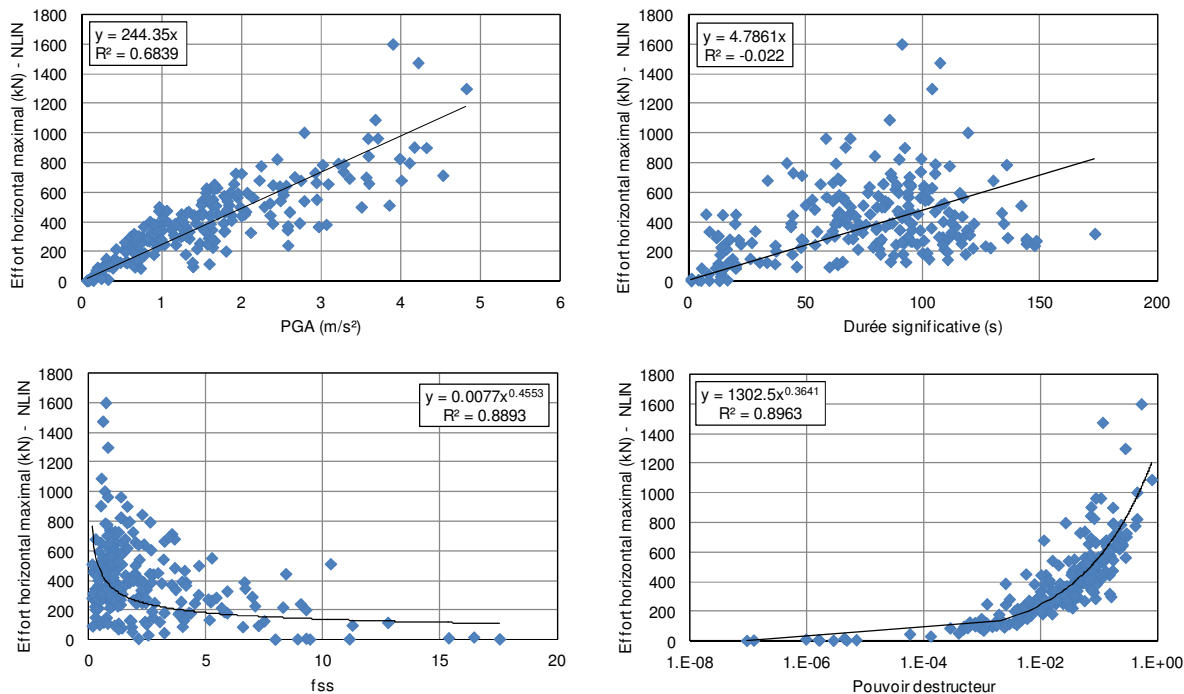 Effort horizontal maximal (kN) - NLIN
1800
1600
1400
1200
1000
800
600
400
200
0
y = 244.35x
R² = 0.6839
0 1 2 3 4 5 6
PGA (m/s²)
Effort horizontal maximal (kN) - NLIN
1800
1600
1400
1200
1000
800
600
400
200
0
y = 4.7861x
R² = -0.022
0 50 100 150 200
Durée significative (s)
Effort horizontal maximal (kN) - NLIN
1800
1600
1400
1200
1000
800
600
400
200
0
y = 0.0077x^0.4553
R² = 0.8893
0 5 10 15 20
fss
Effort horizontal maximal (kN) - NLIN
1800
1600
1400
1200
1000
800
600
400
200
0
y = 1302.5x^0.3641
R² = 0.8963
1.E-08 1.E-06 1.E-04 1.E-02 1.E+00
Pouvoir destructeur